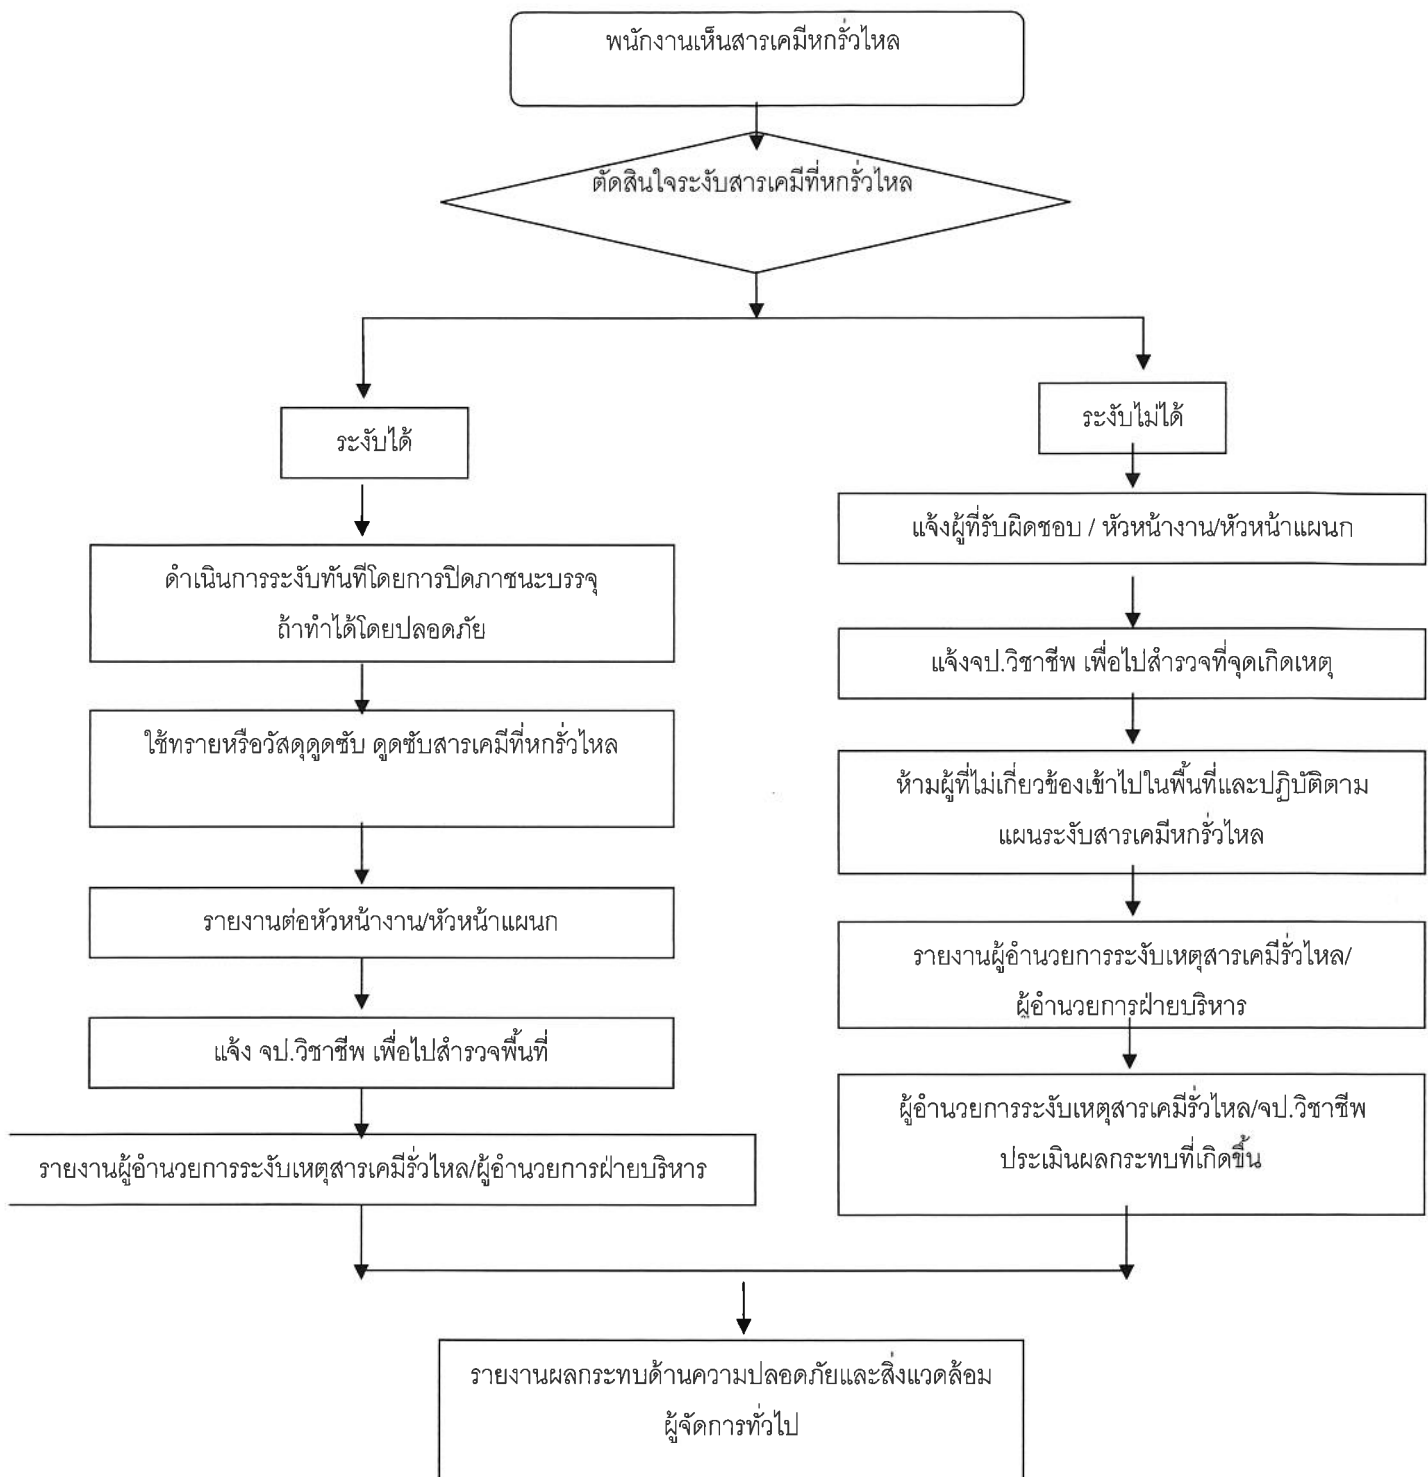 พนักงานเห็นสารเคมีหกรั่วไหล
ตัดสินใจระงับสารเคมีที่หกรั่วไหล
ระงับได้
ดำเนินการระงับทันทีโดยการปิดภาชนะบรรจุ
ถ้าทำได้โดยปลอดภัย
ใช้ทรายหรือวัสดุดูดซับ ดูดซับสารเคมีที่หกรั่วไหล
รายงานต่อหัวหน้างาน/หัวหน้าแผนก
แจ้ง จป.วิชาชีพ เพื่อไปสำรวจพื้นที่
รายงานผู้อำนวยการระงับเหตุสารเคมีรั่วไหล/ผู้อำนวยการฝ่ายบริหาร
ระงับไม่ได้
แจ้งผู้ที่รับผิดชอบ / หัวหน้างาน/หัวหน้าแผนก
แจ้งจป.วิชาชีพ เพื่อไปสำรวจที่จุดเกิดเหตุ
ห้ามผู้ที่ไม่เกี่ยวข้องเข้าไปในพื้นที่และปฏิบัติตาม
แผนระงับสารเคมีหกรั่วไหล
รายงานผู้อำนวยการระงับเหตุสารเคมีรั่วไหล/
ผู้อำนวยการฝ่ายบริหาร
ผู้อำนวยการระงับเหตุสารเคมีรั่วไหล/จป.วิชาชีพ
ประเมินผลกระทบที่เกิดขึ้น
รายงานผลกระทบด้านความปลอดภัยและสิ่งแวดล้อม
ผู้จัดการทั่วไป